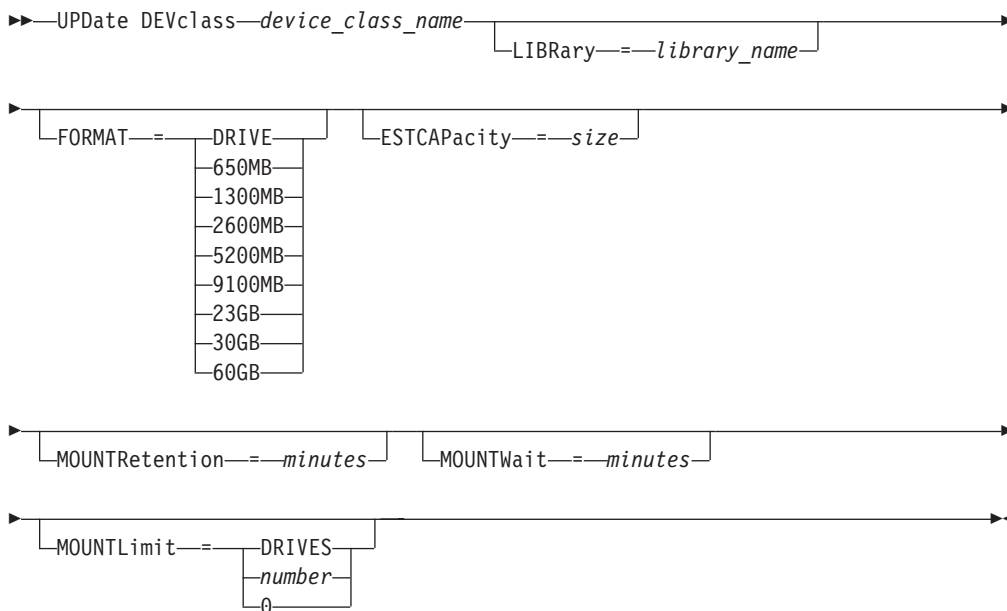 UPDate DEVclass device_class_name
LIBRary = library_name
FORMAT = DRIVE
650MB
1300MB
2600MB
5200MB
9100MB
23GB
30GB
60GB
ESTCAPacity = size
MOUNTRetention = minutes
MOUNTWait = minutes
MOUNTLimit = DRIVES
number
0